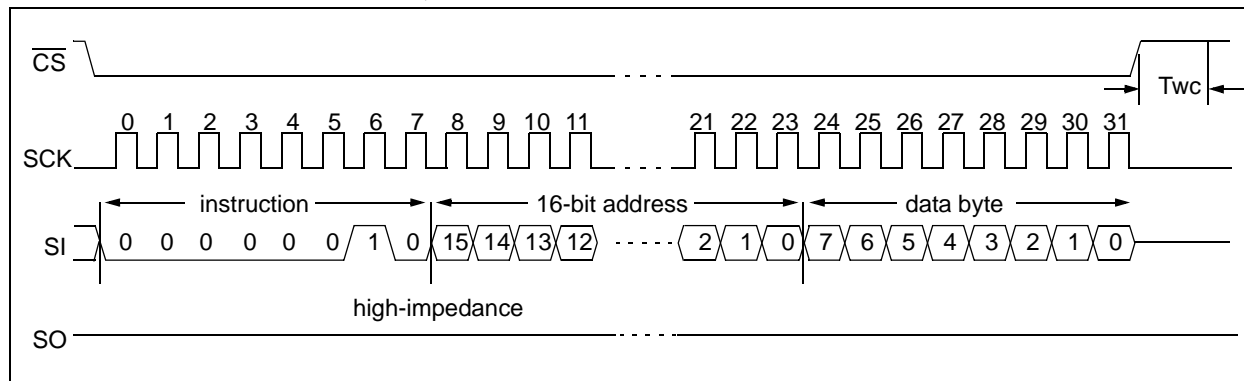 CS
Twc
0 1 2 3 4 5 6 7 8 9 10 11 21 22 23 24 25 26 27 28 29 30 31
SCK
instruction 16-bit address data byte
SI 0 0 0 0 0 0 1 0 15 14 13 12 2 1 0 7 6 5 4 3 2 1 0
high-impedance
SO